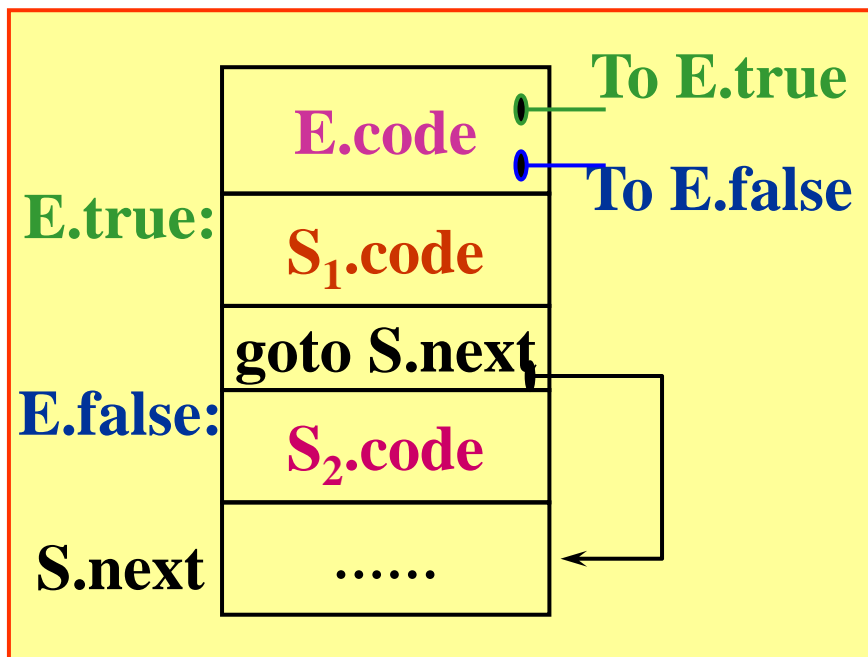 To E.true
E.code
To E.false
E.true:
S₁.code
goto S.next
E.false:
S₂.code
S.next
......